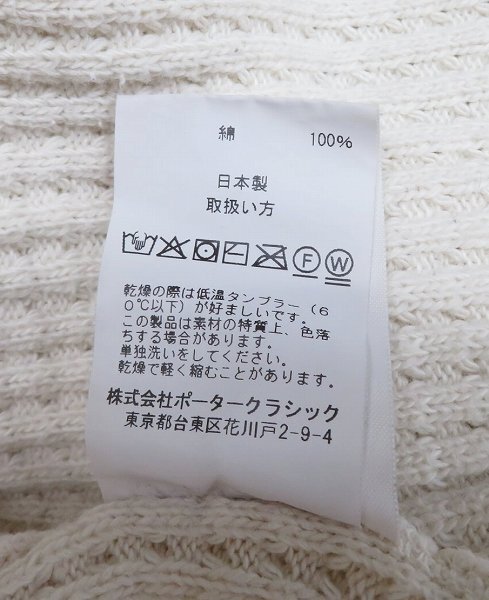 綿 100%
日本製
取扱い方
F W
乾燥の際は低温タンブラー(6
0℃以下)が好ましいです。
この製品は素材の特質上、色落
ちする場合があります。
単独洗いをしてください。
乾燥で軽く縮むことがあります。
株式会社ポータークラシック
東京都台東区花川戸2-9-4